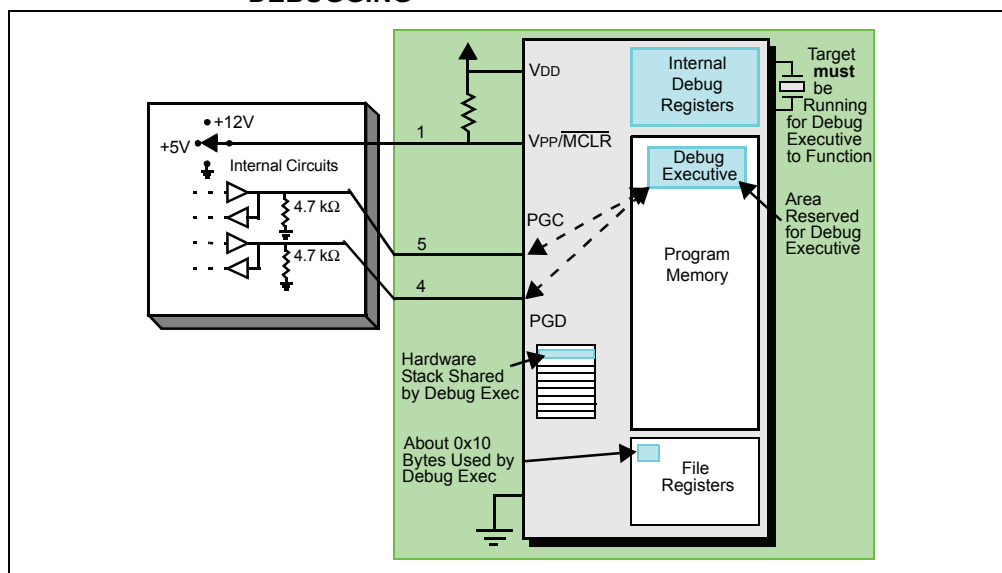 DEBUGGING
+12V
+5V
Internal Circuits
4.7 kΩ
4.7 kΩ
1
5
4
VDD
VPP/MCLR
PGC
PGD
Internal
Debug
Registers
Debug
Executive
Program
Memory
File
Registers
Hardware
Stack Shared
by Debug Exec
About 0x10
Bytes Used by
Debug Exec
Target
must
be
Running
for Debug
Executive
to Function
Area
Reserved
for Debug
Executive